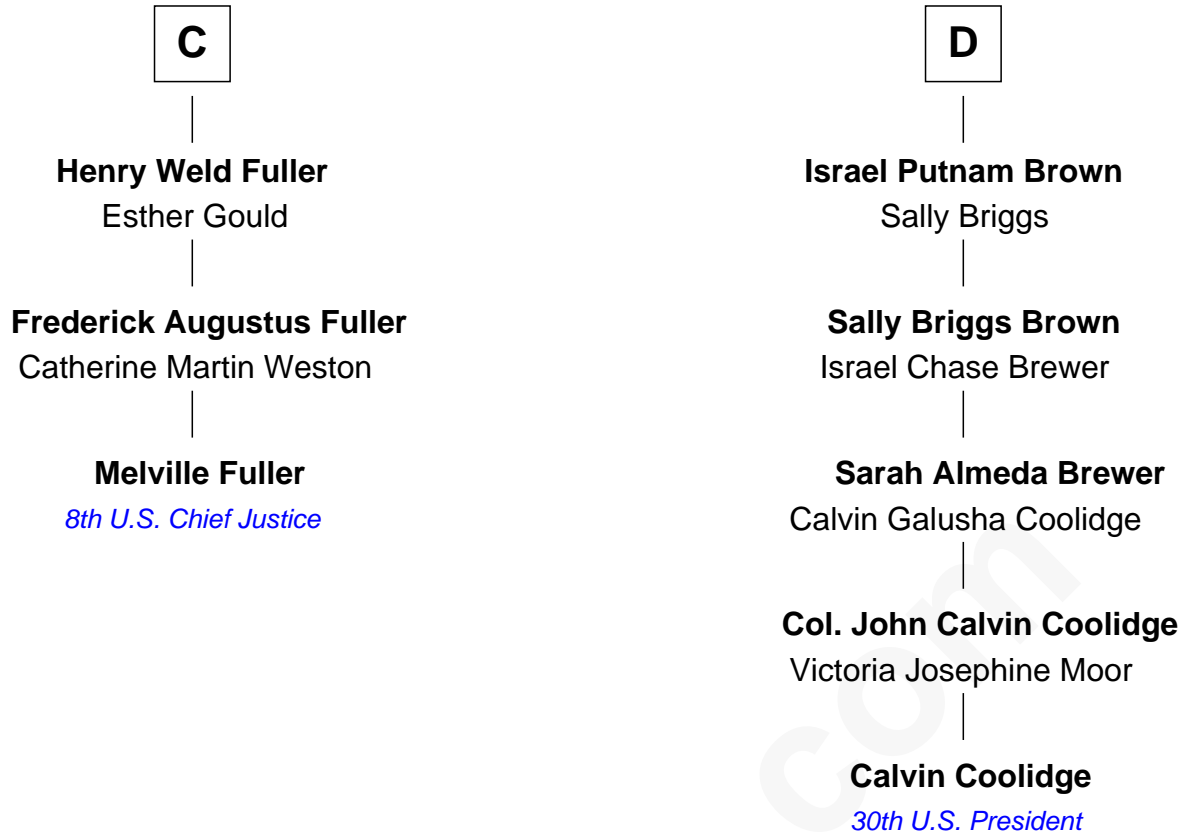 C
Henry Weld Fuller
Esther Gould
Frederick Augustus Fuller
Catherine Martin Weston
Melville Fuller
8th U.S. Chief Justice
D
Israel Putnam Brown
Sally Briggs
Sally Briggs Brown
Israel Chase Brewer
Sarah Almeda Brewer
Calvin Galusha Coolidge
Col. John Calvin Coolidge
Victoria Josephine Moor
Calvin Coolidge
30th U.S. President
com